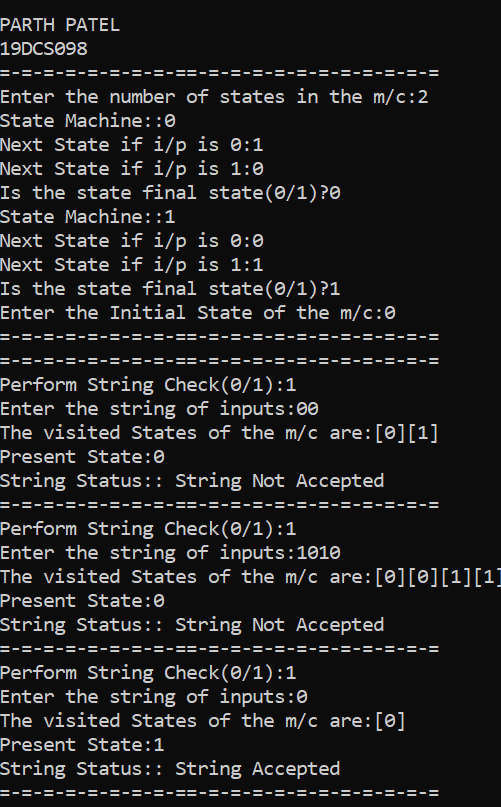 PARTH PATEL
19DCS098
=-=-=-=-=-=-=-=-==-=-=-=-=-=-=-=-=-=-=-=
Enter the number of states in the m/c:2
State Machine::0
Next State if i/p is 0:1
Next State if i/p is 1:0
Is the state final state(0/1)?0
State Machine::1
Next State if i/p is 0:0
Next State if i/p is 1:1
Is the state final state(0/1)?1
Enter the Initial State of the m/c:0
=-=-=-=-=-=-=-=-==-=-=-=-=-=-=-=-=-=-=-=
=-=-=-=-=-=-=-=-==-=-=-=-=-=-=-=-=-=-=-=
Perform String Check(0/1):1
Enter the string of inputs:00
The visited States of the m/c are:[0][1]
Present State:0
String Status:: String Not Accepted
=-=-=-=-=-=-=-=-==-=-=-=-=-=-=-=-=-=-=-=
Perform String Check(0/1):1
Enter the string of inputs:1010
The visited States of the m/c are:[0][0][1][1]
Present State:0
String Status:: String Not Accepted
=-=-=-=-=-=-=-=-==-=-=-=-=-=-=-=-=-=-=-=
Perform String Check(0/1):1
Enter the string of inputs:0
The visited States of the m/c are:[0]
Present State:1
String Status:: String Accepted
=-=-=-=-=-=-=-=-==-=-=-=-=-=-=-=-=-=-=-=